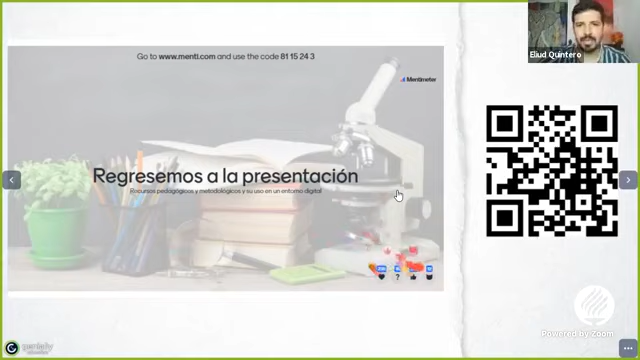 Go to www.menti.com and use the code 81 15 24 3
Mentimeter
Regresemos a la presentación
Recursos pedagógicos y metodológicos y su uso en un entorno digital
Eliud Quintero
Powered by Zoom
genially